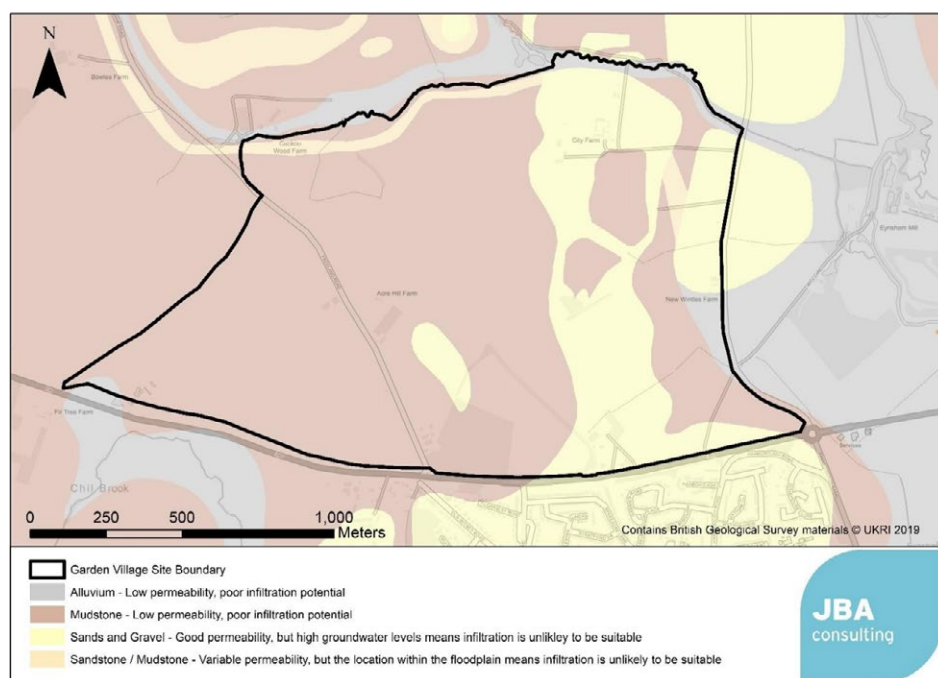 N
Bowles Farm
Cuckoo
Wood Farm
City Farm
Eynsham Mill
Acre Hill Farm
New Wintles Farm
Fir Tree Farm
Chil Brook
Services
0 250 500 1,000
Meters
Contains British Geological Survey materials © UKRI 2019
Garden Village Site Boundary
Alluvium - Low permeability, poor infiltration potential
Mudstone - Low permeability, poor infiltration potential
Sands and Gravel - Good permeability, but high groundwater levels means infiltration is unlikley to be suitable
Sandstone / Mudstone - Variable permeability, but the location within the floodplain means infiltration is unlikely to be suitable
JBA
consulting